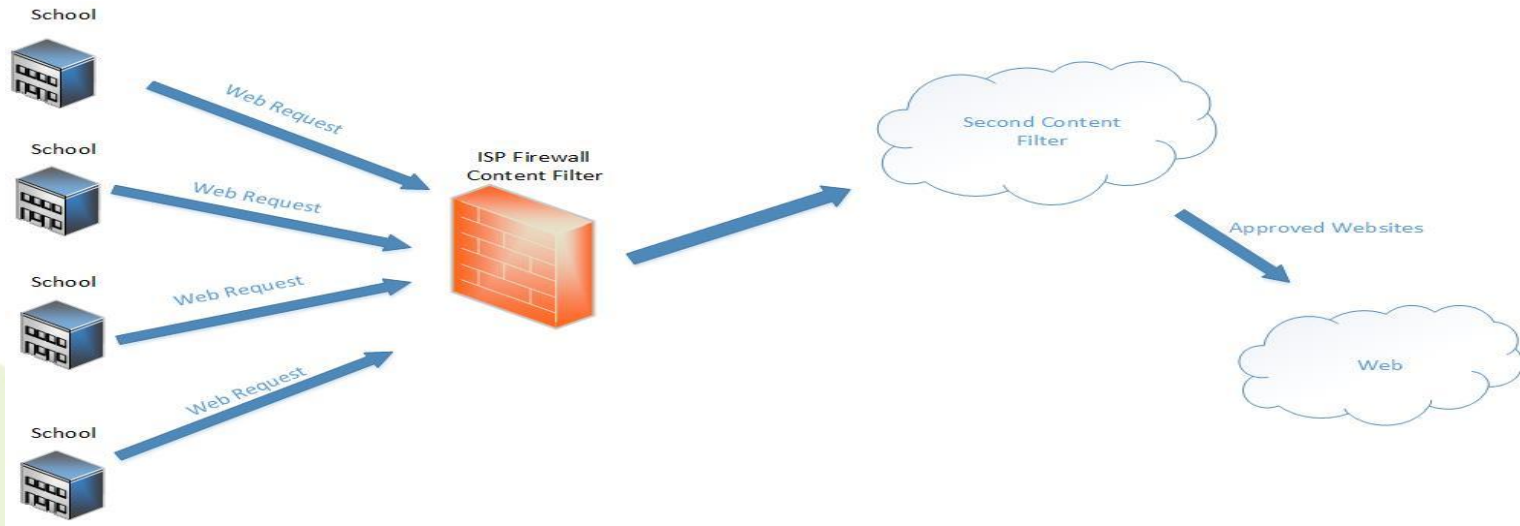 School
Web Request
School
Web Request
School
Web Request
School
Web Request
ISP Firewall
Content Filter
Second Content
Filter
Approved Websites
Web